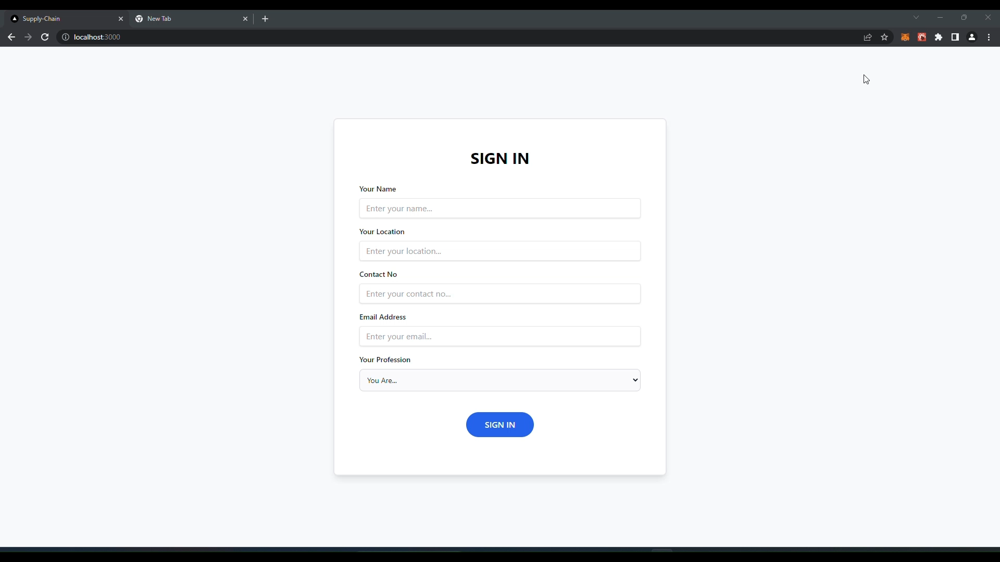 Supply-Chain
New Tab
localhost:3000
SIGN IN
Your Name
Enter your name...
Your Location
Enter your location...
Contact No
Enter your contact no...
Email Address
Enter your email...
Your Profession
You Are...
SIGN IN